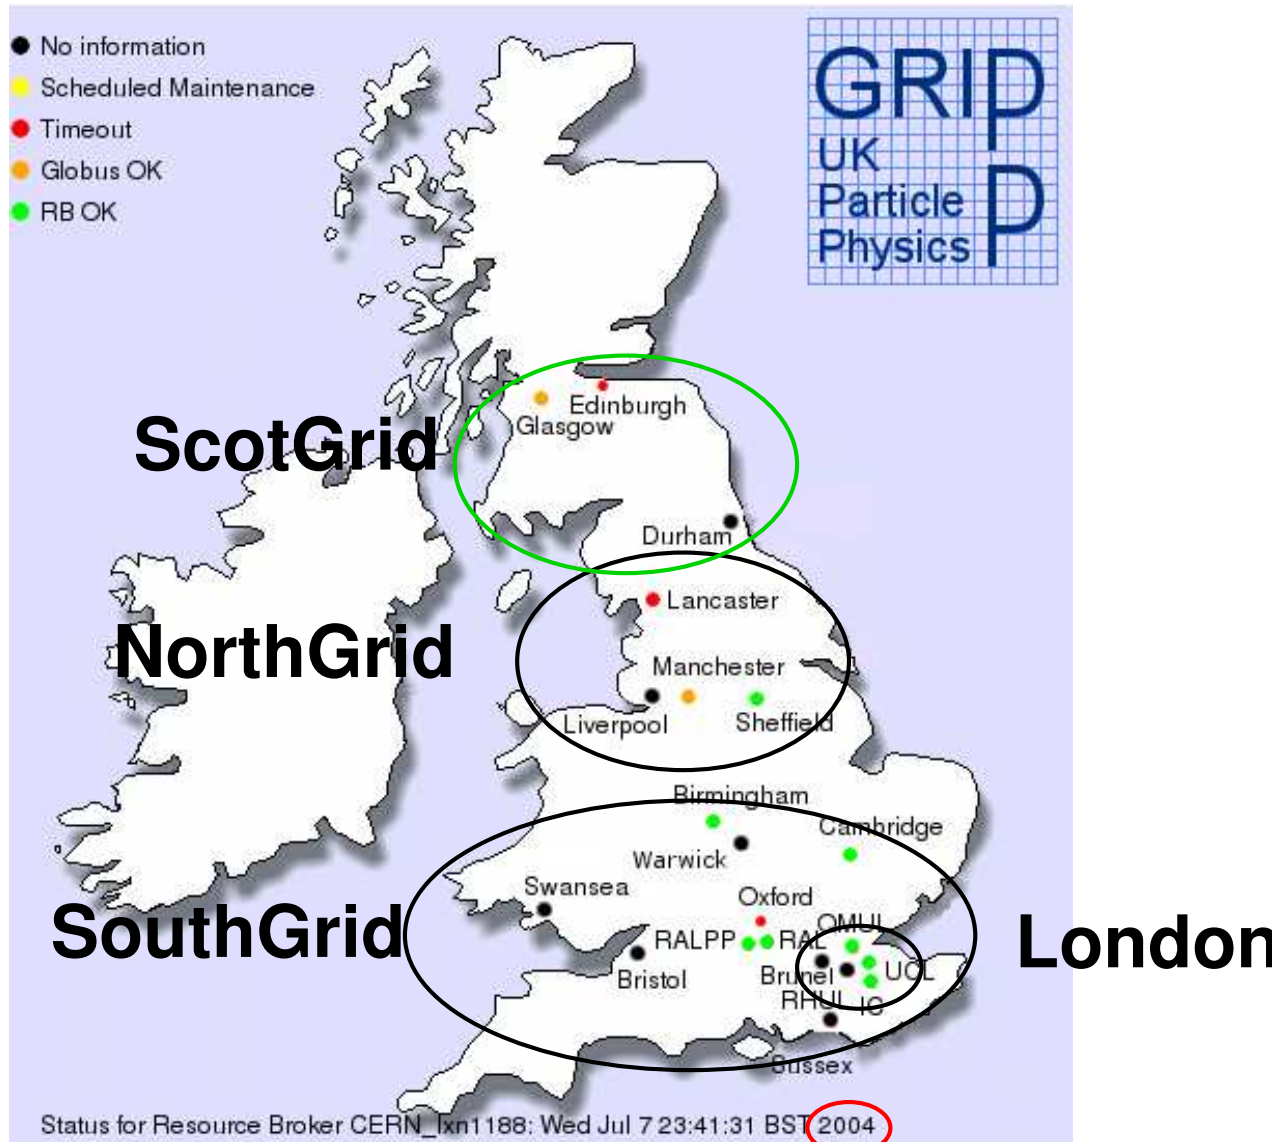 No information
Scheduled Maintenance
Timeout
Globus OK
RB OK
GRIPP
UK
Particle
Physics
Edinburgh
Glasgow
ScotGrid
Durham
Lancaster
NorthGrid
Manchester
Liverpool
Sheffield
Birmingham
Cambridge
Warwick
Swansea
Oxford
SouthGrid
QMUL
London
RALPP
RAL
Brunel
UCL
Bristol
RHUL
IC
Sussex
Status for Resource Broker CERN_lxn1188: Wed Jul 7 23:41:31 BST 2004